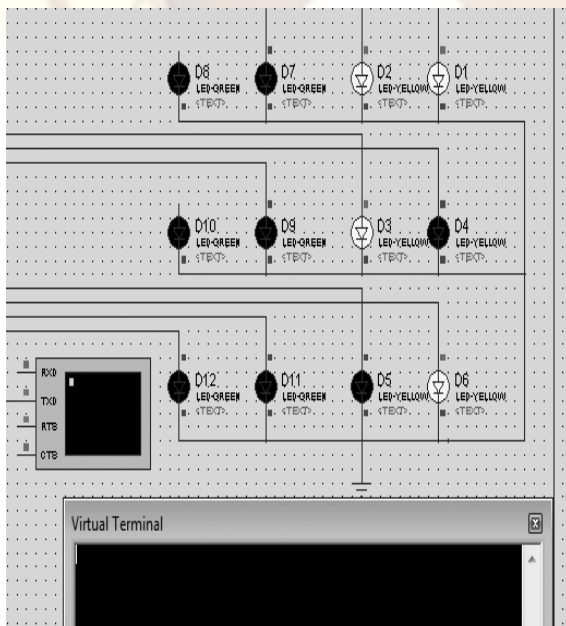 D8 D7 D2 D1
LED-GREEN LED-GREEN LED-YELLOW LED-YELLOW
<TEXT> <TEXT> <TEXT> <TEXT>
D10 D9 D3 D4
LED-GREEN LED-GREEN LED-YELLOW LED-YELLOW
<TEXT> <TEXT> <TEXT> <TEXT>
D12 D11 D5 D6
LED-GREEN LED-GREEN LED-YELLOW LED-YELLOW
<TEXT> <TEXT> <TEXT> <TEXT>
RXD
TXD
RTS
CTS
Virtual Terminal